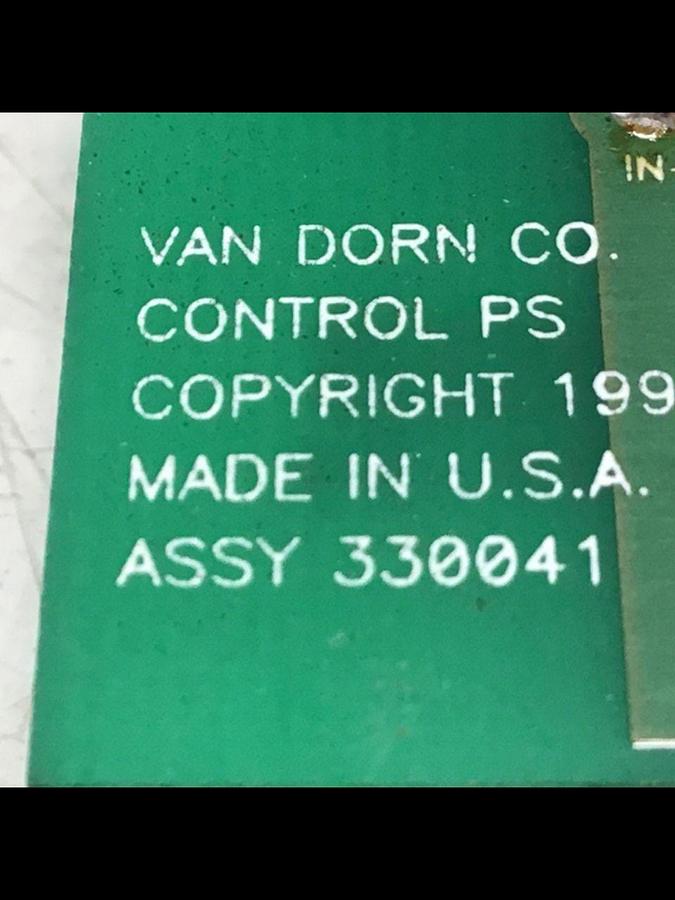 IN-
VAN DORN CO.
CONTROL PS
COPYRIGHT 199
MADE IN U.S.A.
ASSY 330041